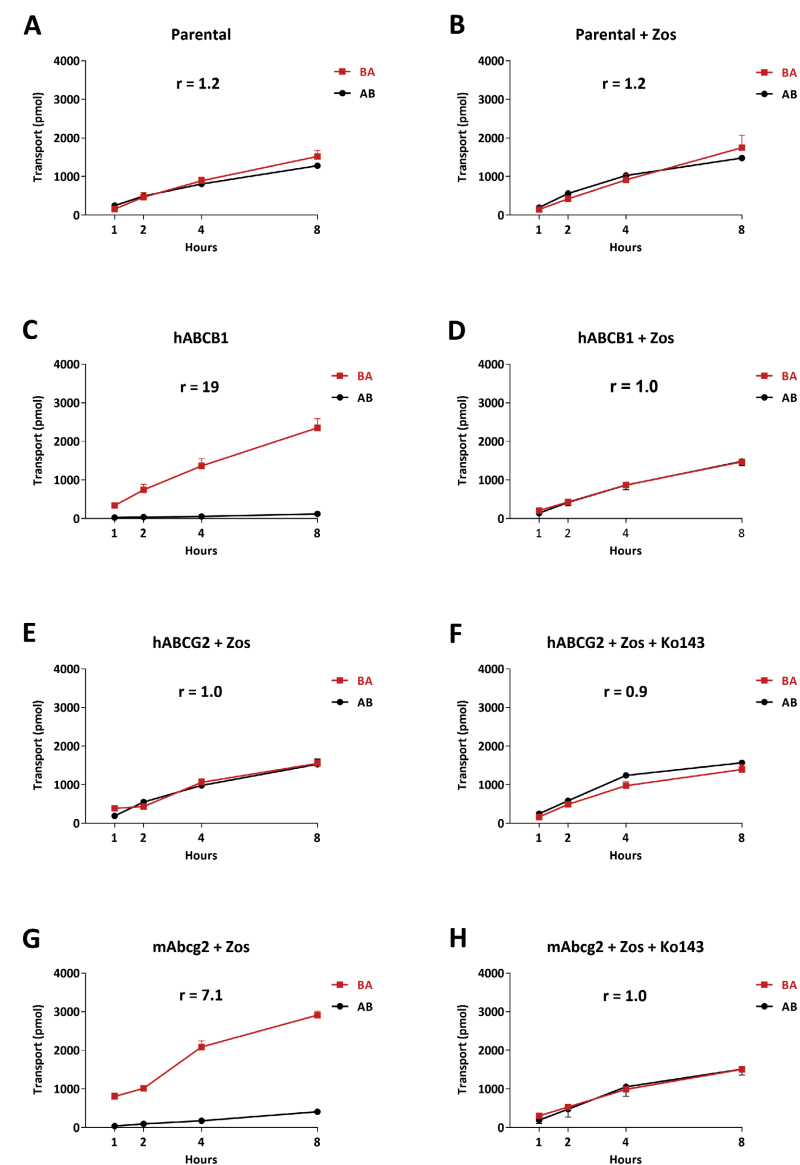 A
Parental
Transport (pmol)
4000
3000
2000
1000
0
r = 1.2
BA
AB
1 2 4 8
Hours
B
Parental + Zos
Transport (pmol)
4000
3000
2000
1000
0
r = 1.2
BA
AB
1 2 4 8
Hours
C
hABCB1
Transport (pmol)
4000
3000
2000
1000
0
r = 19
BA
AB
1 2 4 8
Hours
D
hABCB1 + Zos
Transport (pmol)
4000
3000
2000
1000
0
r = 1.0
BA
AB
1 2 4 8
Hours
E
hABCG2 + Zos
Transport (pmol)
4000
3000
2000
1000
0
r = 1.0
BA
AB
1 2 4 8
Hours
F
hABCG2 + Zos + Ko143
Transport (pmol)
4000
3000
2000
1000
0
r = 0.9
BA
AB
1 2 4 8
Hours
G
mAbcg2 + Zos
Transport (pmol)
4000
3000
2000
1000
0
r = 7.1
BA
AB
1 2 4 8
Hours
H
mAbcg2 + Zos + Ko143
Transport (pmol)
4000
3000
2000
1000
0
r = 1.0
BA
AB
1 2 4 8
Hours